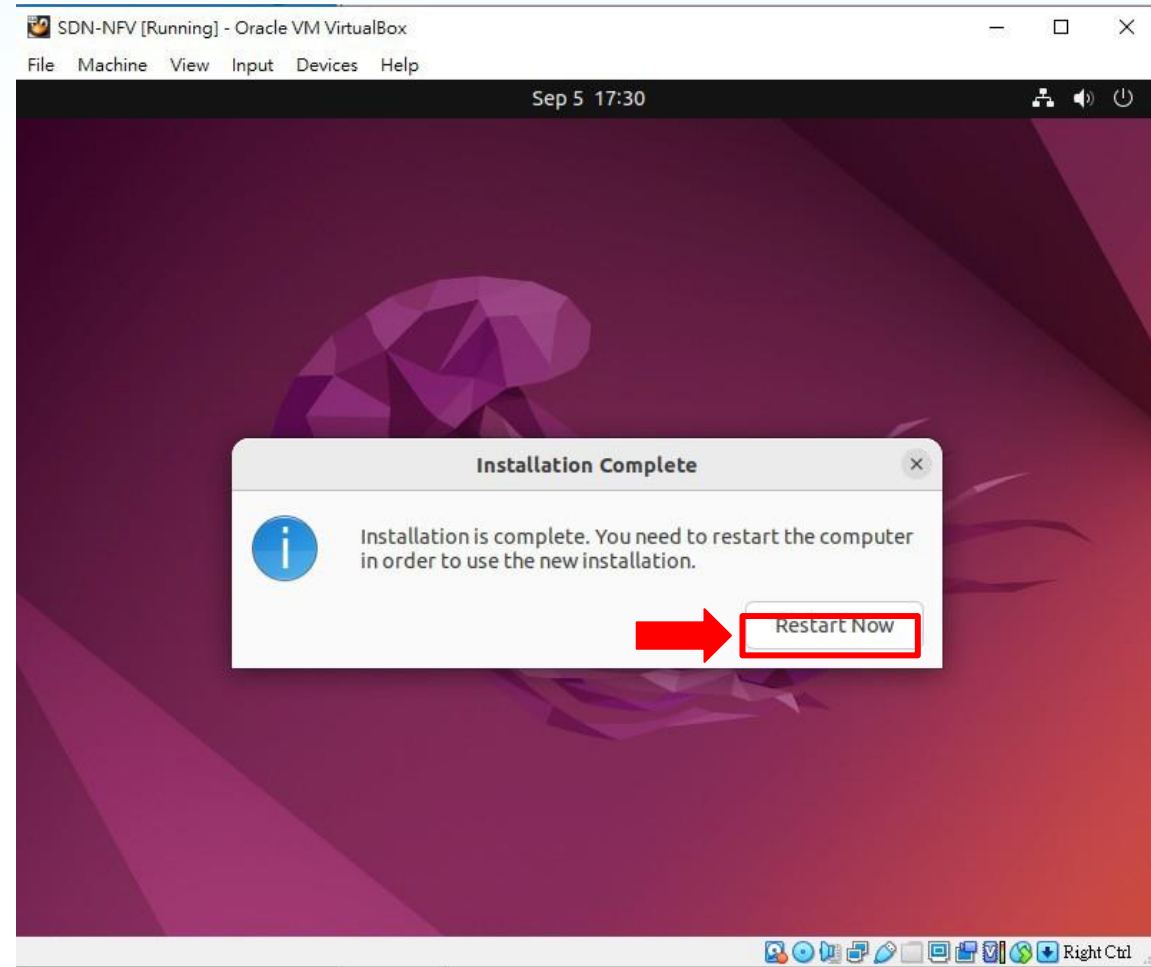 SDN-NFV [Running] - Oracle VM VirtualBox
File Machine View Input Devices Help
Sep 5 17:30
Installation Complete
Installation is complete. You need to restart the computer
in order to use the new installation.
Restart Now
Right Ctrl